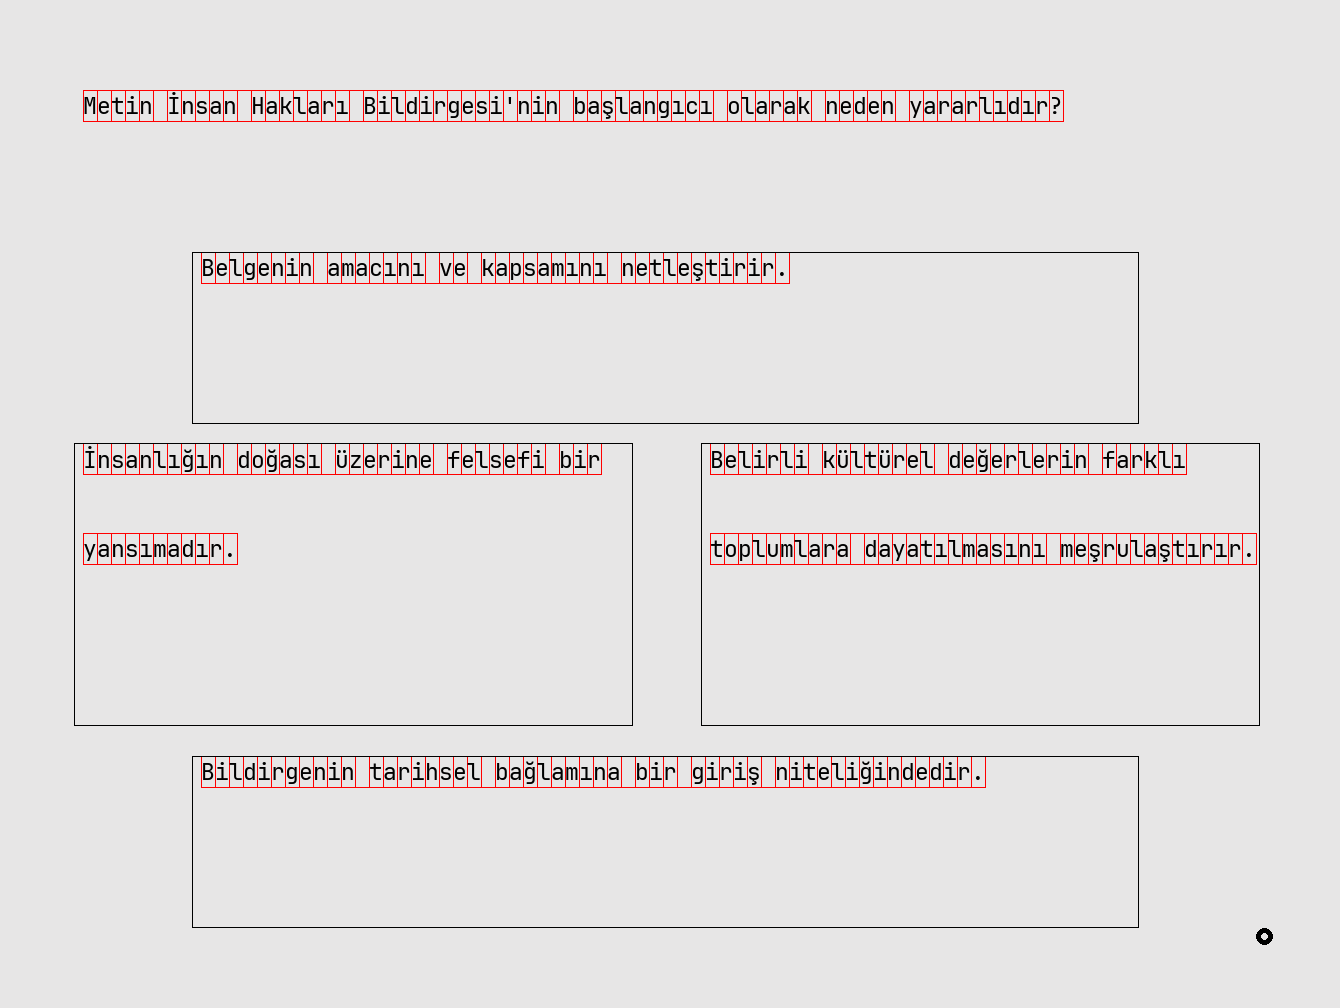 Metin İnsan Hakları Bildirgesi'nin başlangıcı olarak neden yararlıdır?
Belgenin amacını ve kapsamını netleştirir.
İnsanlığın doğası üzerine felsefi bir
yansımadır.
Belirli kültürel değerlerin farklı
toplumlara dayatılmasını meşrulaştırır.
Bildirgenin tarihsel bağlamına bir giriş niteliğindedir.